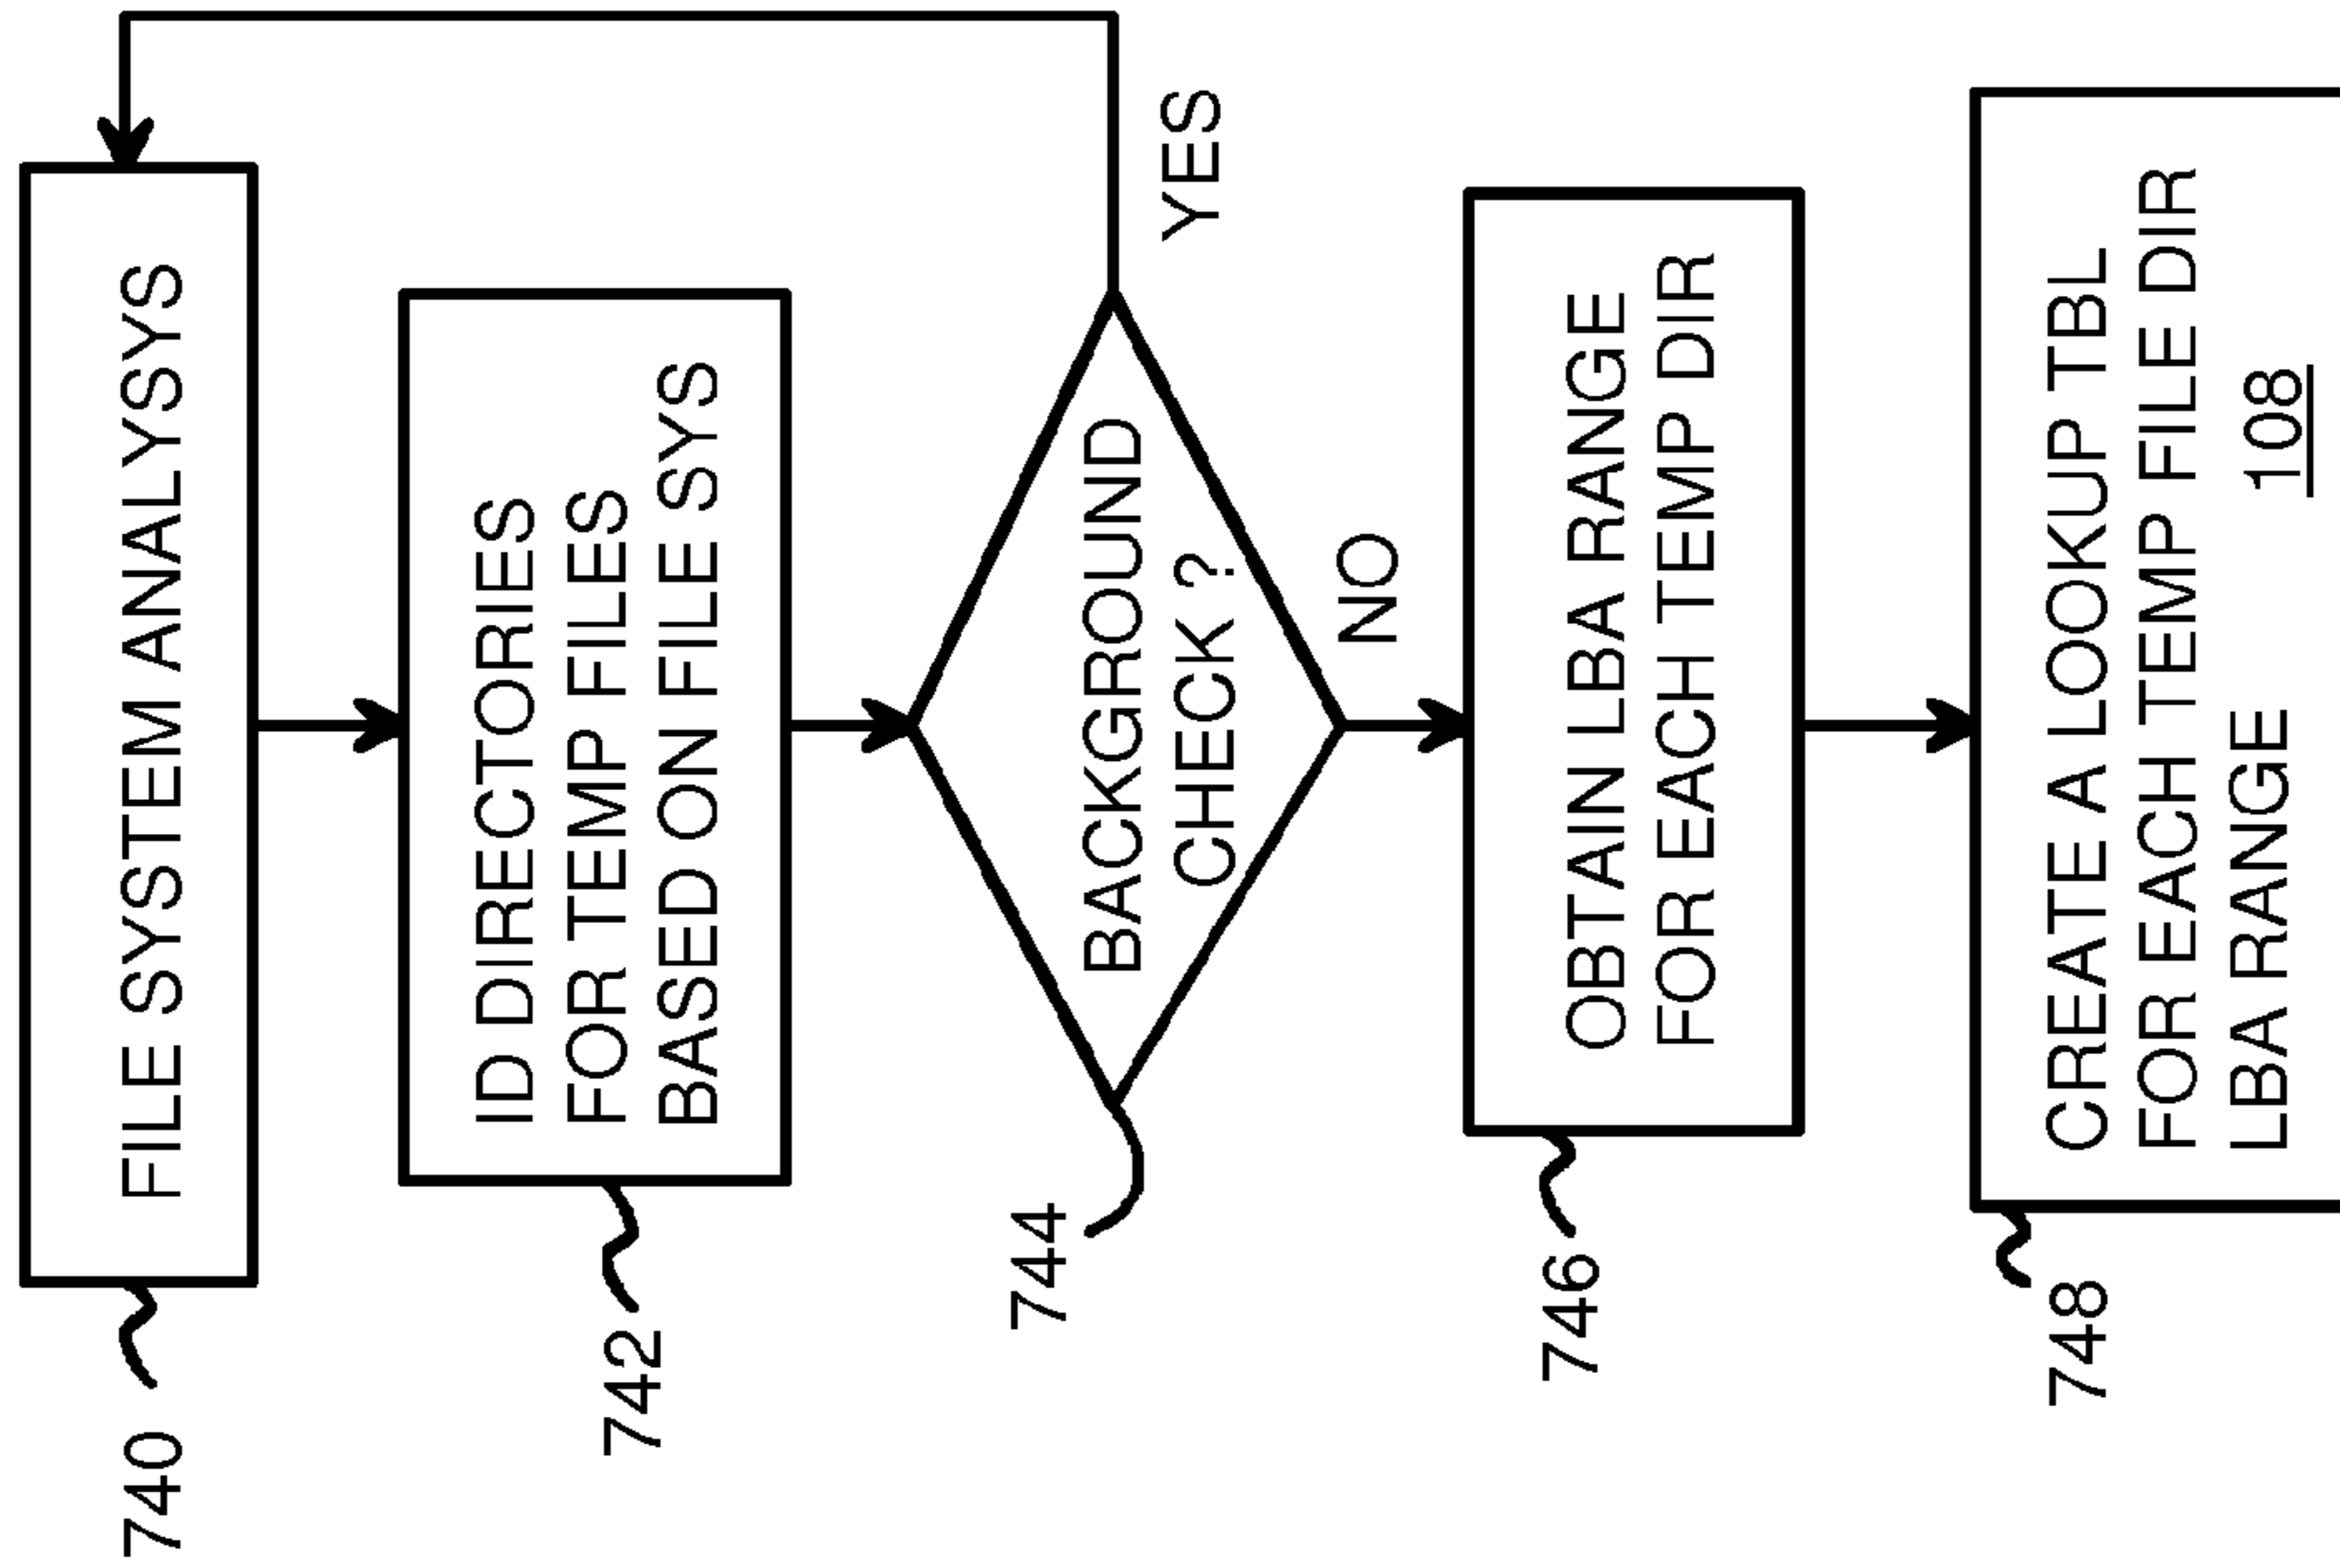 740
FILE SYSTEM ANALYSYS
742
ID DIRECTORIES
FOR TEMP FILES
BASED ON FILE SYS
744
BACKGROUND
CHECK ?
YES
NO
746
OBTAIN LBA RANGE
FOR EACH TEMP DIR
748
CREATE A LOOKUP TBL
FOR EACH TEMP FILE DIR
LBA RANGE
108